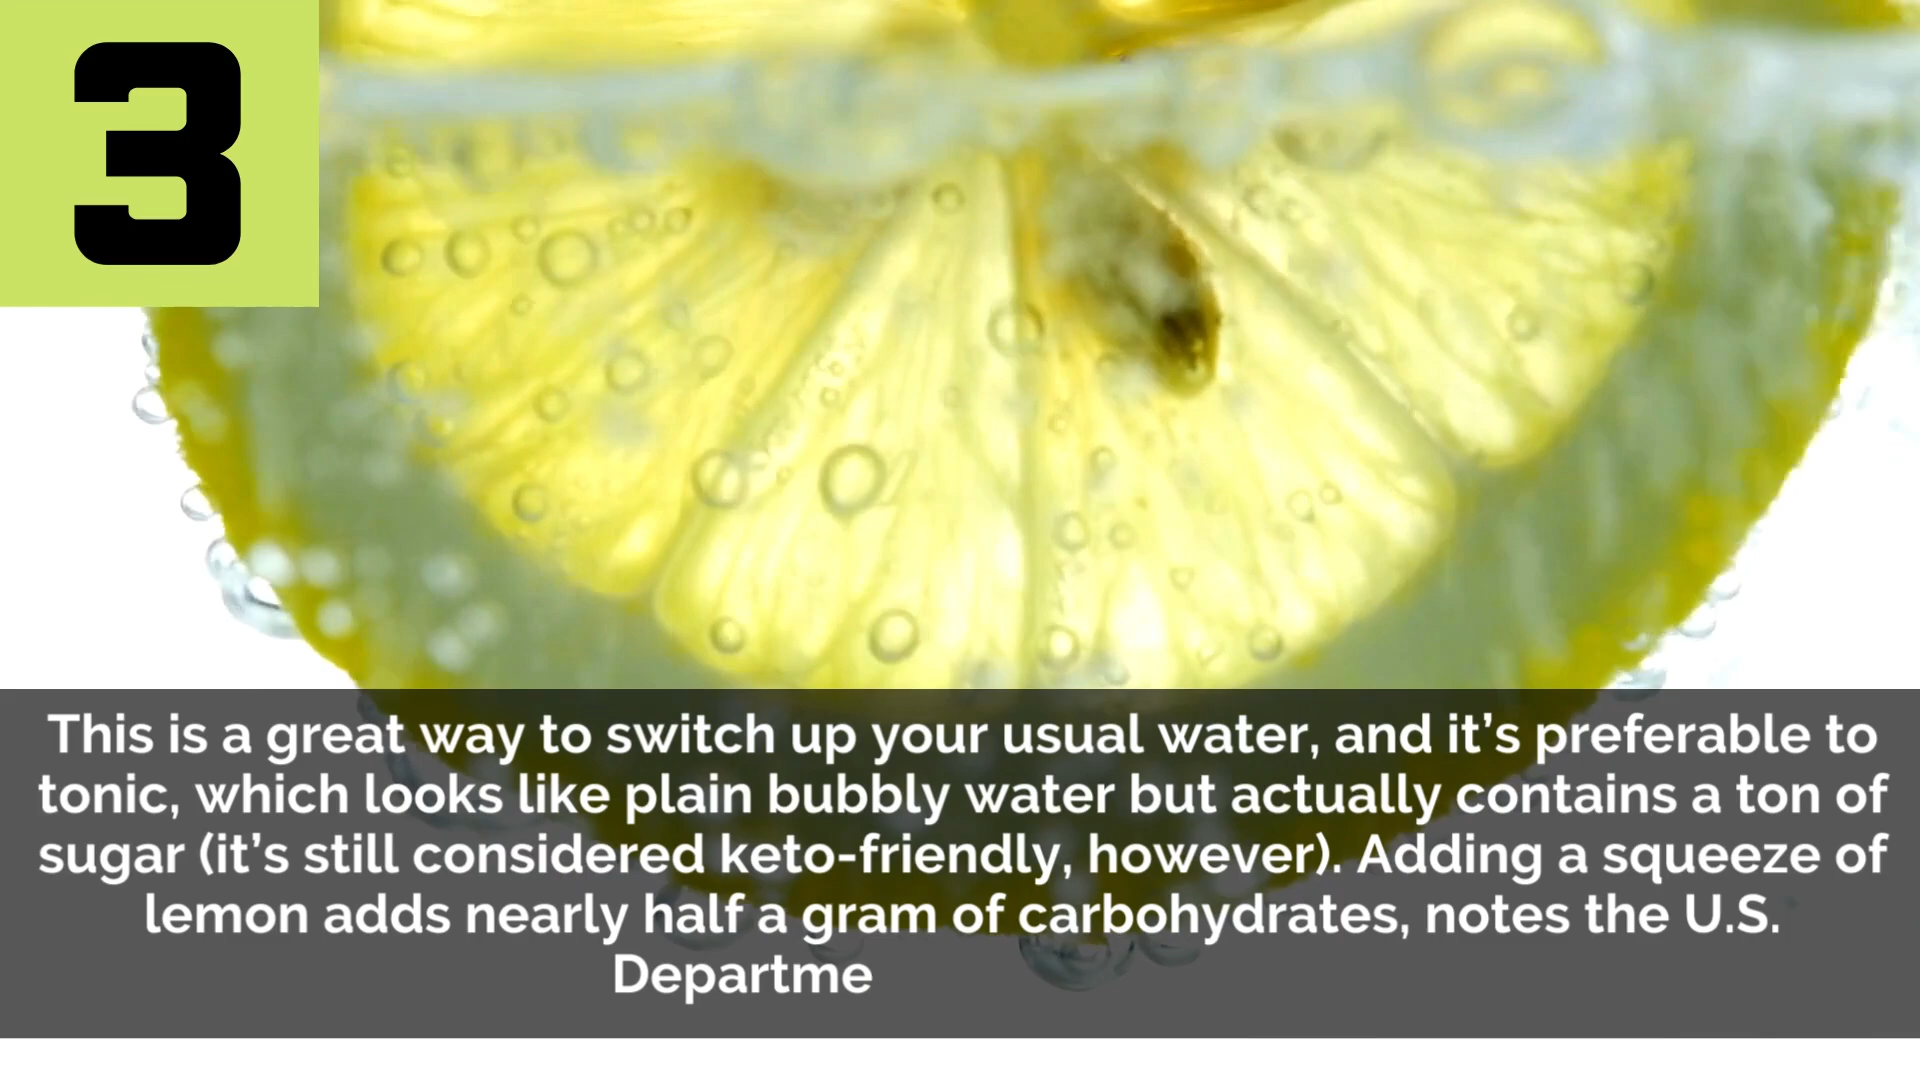 3
This is a great way to switch up your usual water, and it’s preferable to
tonic, which looks like plain bubbly water but actually contains a ton of
sugar (it’s still considered keto-friendly, however). Adding a squeeze of
lemon adds nearly half a gram of carbohydrates, notes the U.S.
Departme